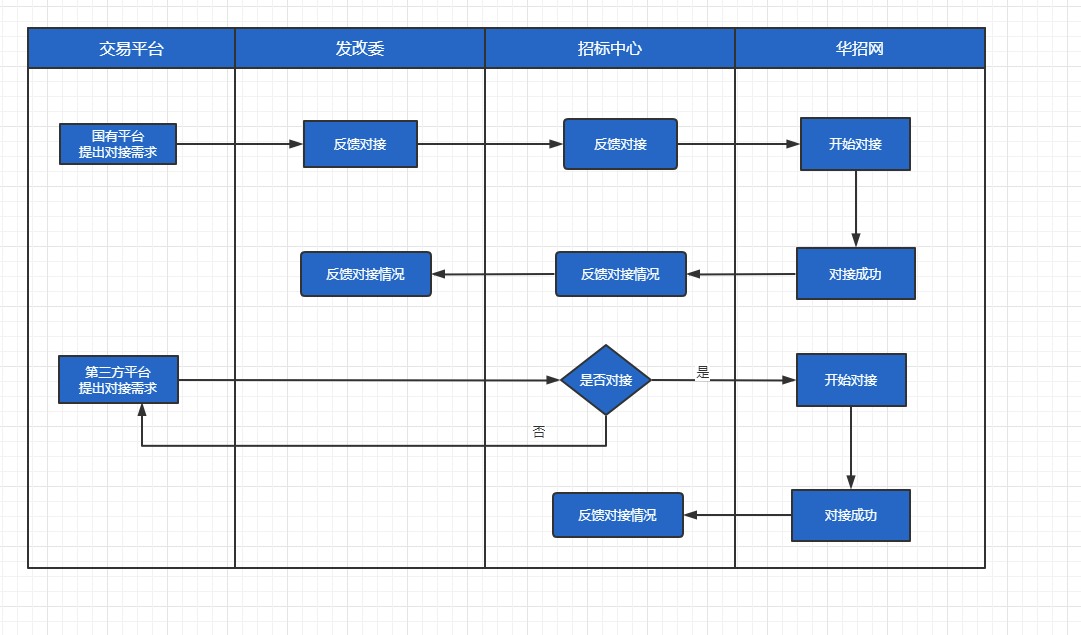 交易平台
发改委
招标中心
华招网
国有平台
提出对接需求
反馈对接
反馈对接
开始对接
反馈对接情况
反馈对接情况
对接成功
第三方平台
提出对接需求
是否对接
是
开始对接
否
反馈对接情况
对接成功